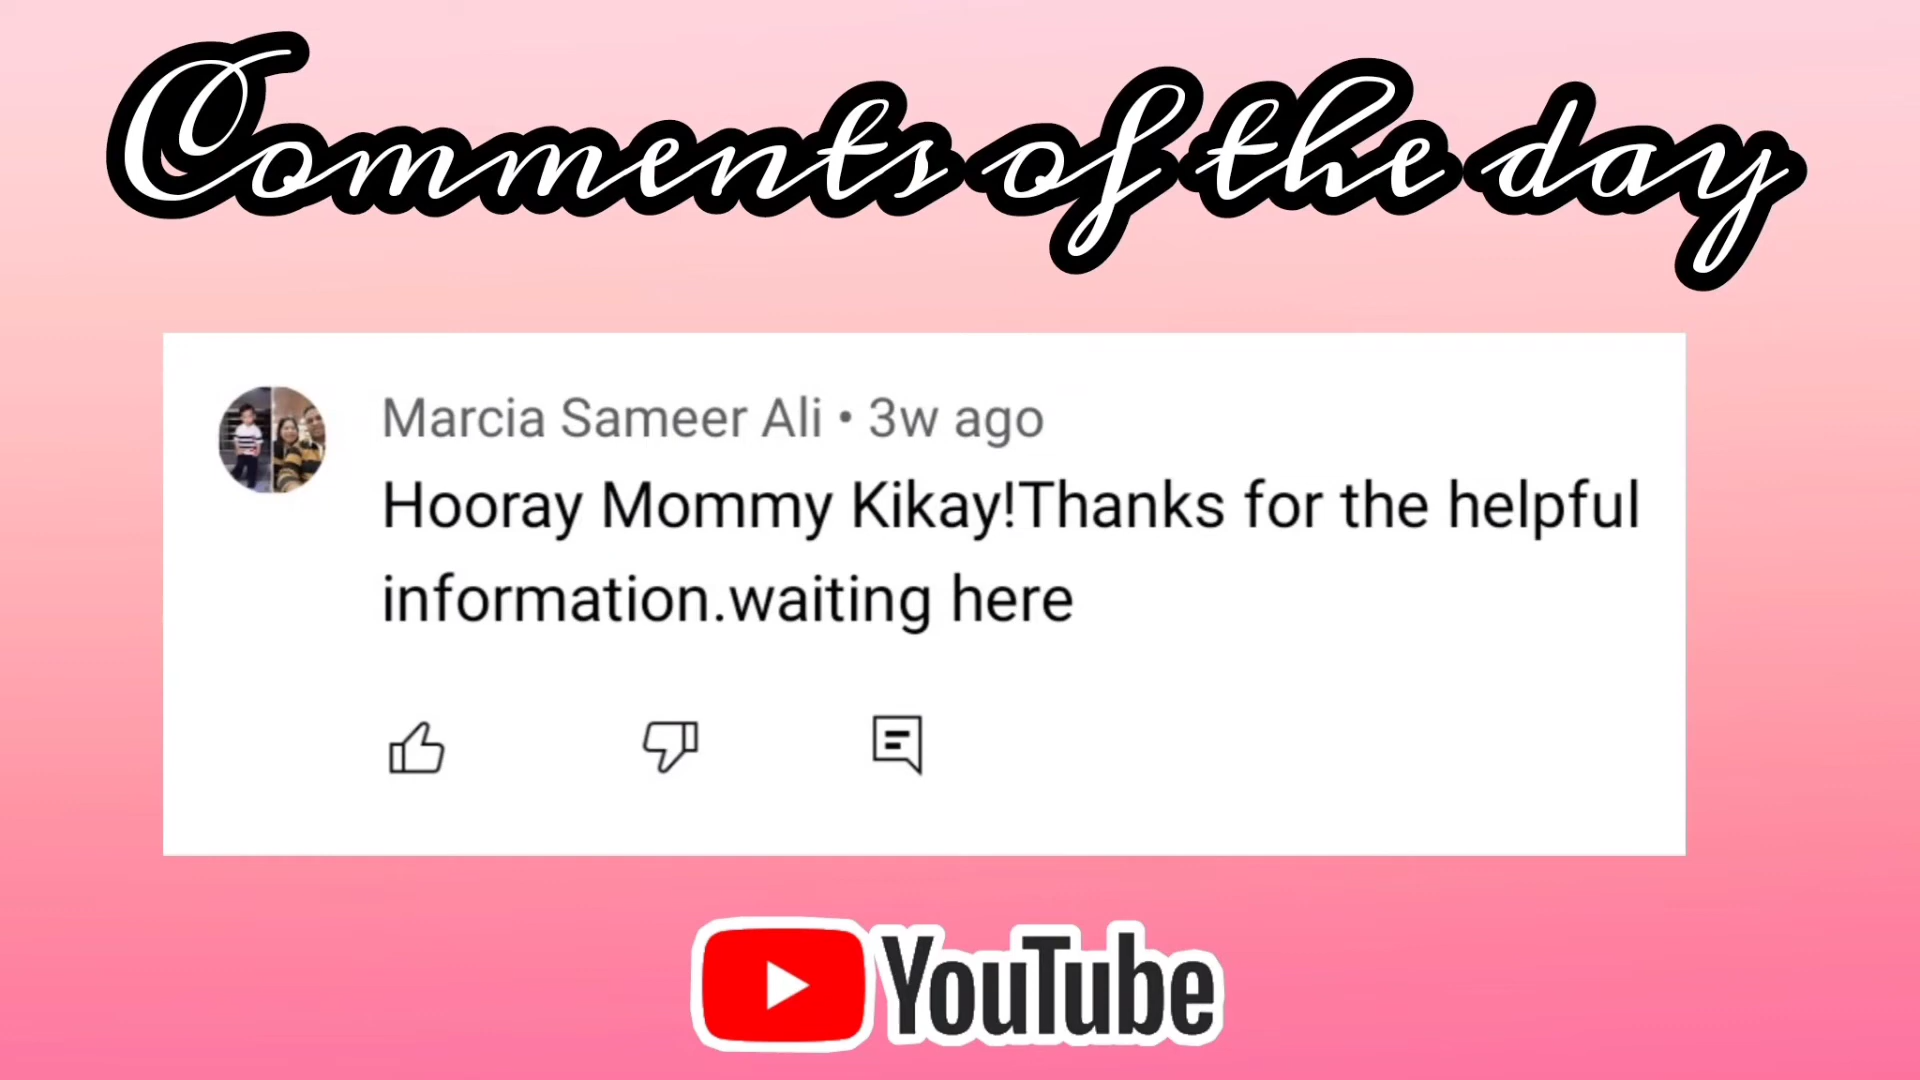 Comments of the day
Marcia Sameer Ali • 3w ago
Hooray Mommy Kikay!Thanks for the helpful
information.waiting here
YouTube